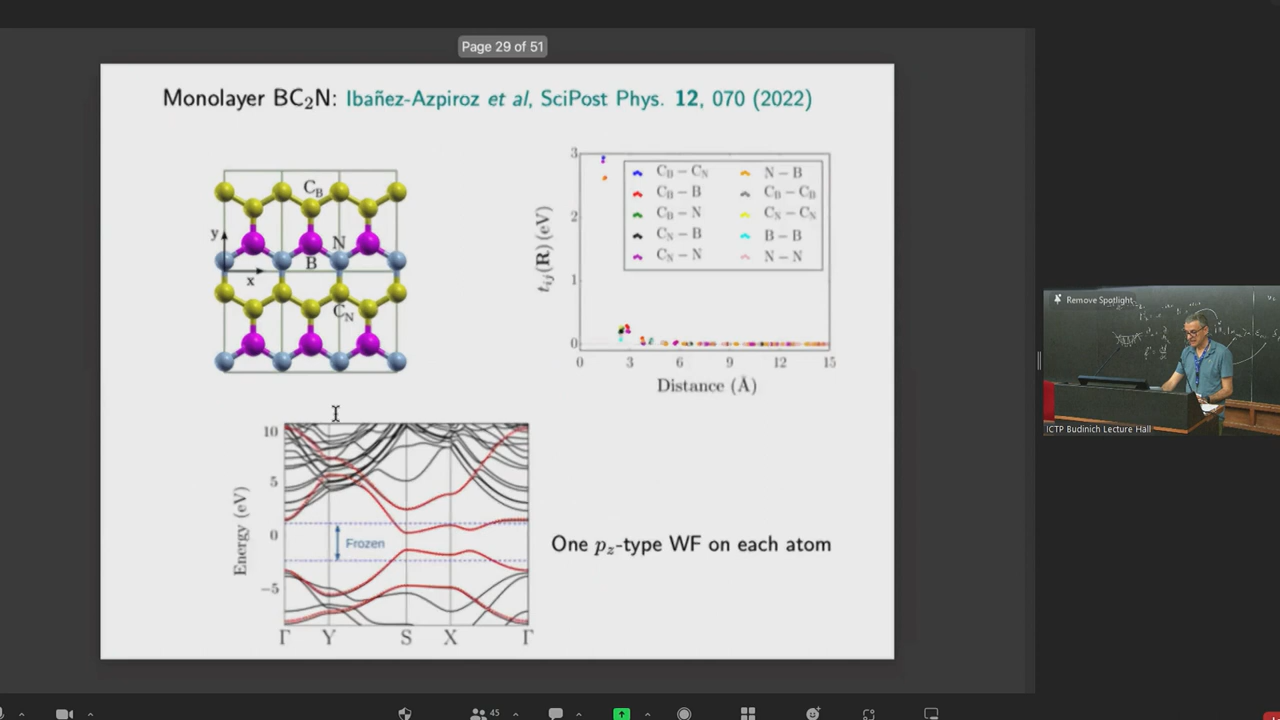 Page 29 of 51
Monolayer BC₂N: Ibañez-Azpiroz et al, SciPost Phys. 12, 070 (2022)
C_B
y
N
B
x
C_N
t_ij(R) (eV)
3
2
1
0
C_B – C_N
C_B – B
C_B – N
C_N – B
C_N – N
N – B
C_B – C_B
C_N – C_N
B – B
N – N
0 3 6 9 12 15
Distance (Å)
Energy (eV)
10
5
0
−5
Frozen
Γ Y S X Γ
One p_z-type WF on each atom
Remove Spotlight
ICTP Budinich Lecture Hall
45